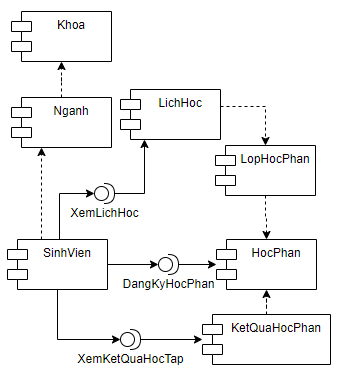 Khoa
LichHoc
Nganh
LopHocPhan
XemLichHoc
SinhVien
HocPhan
DangKyHocPhan
KetQuaHocPhan
XemKetQuaHocTap